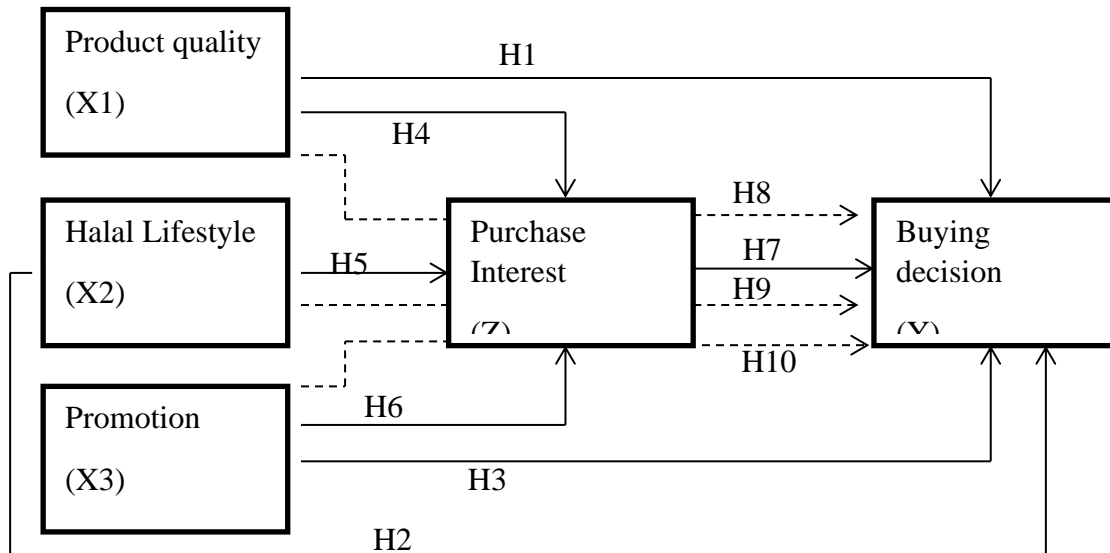 Product quality
(X1)
H1
H4
Halal Lifestyle
(X2)
H5
Purchase
Interest
(Z)
H8
H7
H9
H10
Buying
decision
(Y)
Promotion
(X3)
H6
H3
H2